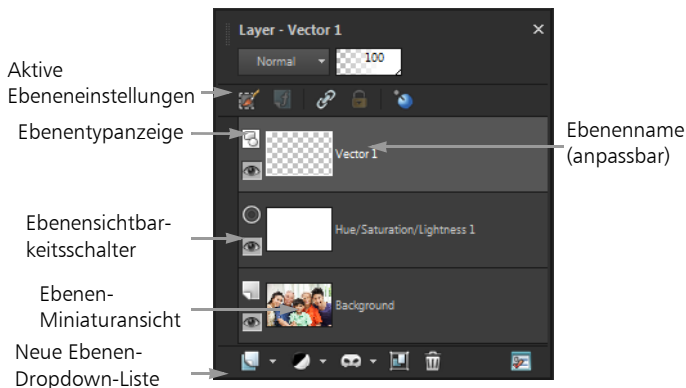 Layer - Vector 1
Normal
100
Aktive
Ebeneneinstellungen
Ebenentypanzeige
Vector 1
Ebenenname
(anpassbar)
Ebenensichtbar-
keitsschalter
Hue/Saturation/Lightness 1
Ebenen-
Miniaturansicht
Background
Neue Ebenen-
Dropdown-Liste